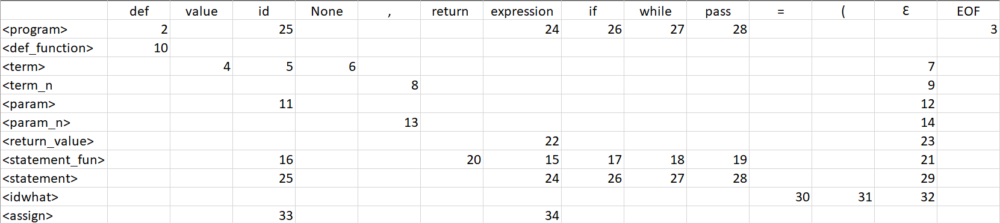 def value id None , return expression if while pass = ( Ɛ EOF
<program> 2 25 24 26 27 28 3
<def_function> 10
<term> 4 5 6 7
<term_n 8 9
<param> 11 12
<param_n> 13 14
<return_value> 22 23
<statement_fun> 16 20 15 17 18 19 21
<statement> 25 24 26 27 28 29
<idwhat> 30 31 32
<assign> 33 34